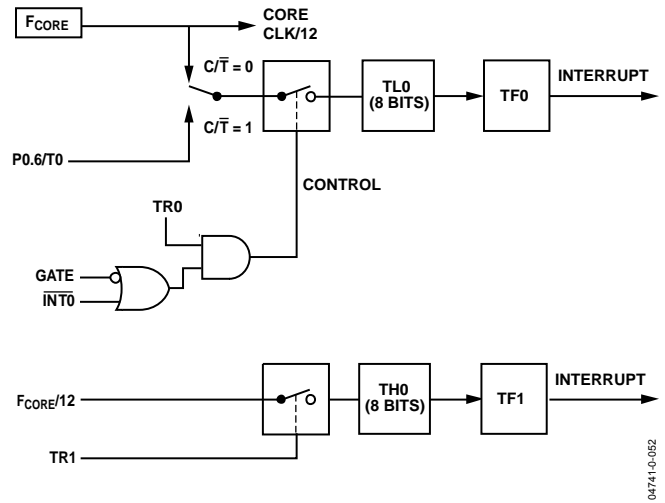 FCORE
CORE
CLK/12
C/T̅ = 0
TL0
(8 BITS)
TF0
INTERRUPT
C/T̅ = 1
P0.6/T0
CONTROL
TR0
GATE
I̅N̅T̅0̅
FCORE/12
TH0
(8 BITS)
TF1
INTERRUPT
TR1
04741-0-052